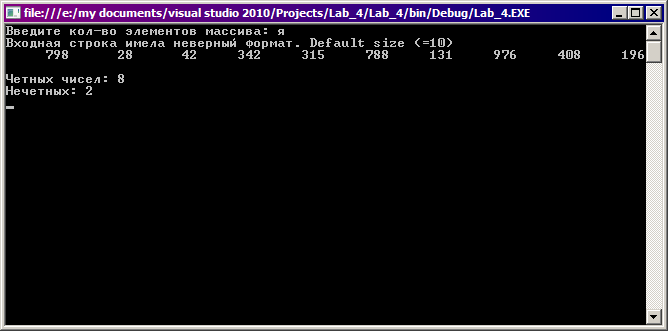 file:///e:/my documents/visual studio 2010/Projects/Lab_4/Lab_4/bin/Debug/Lab_4.EXE
Введите кол-во элементов массива: я
Входная строка имела неверный формат. Default size (=10)
798 28 42 342 315 788 131 976 408 196
Четных чисел: 8
Нечетных: 2